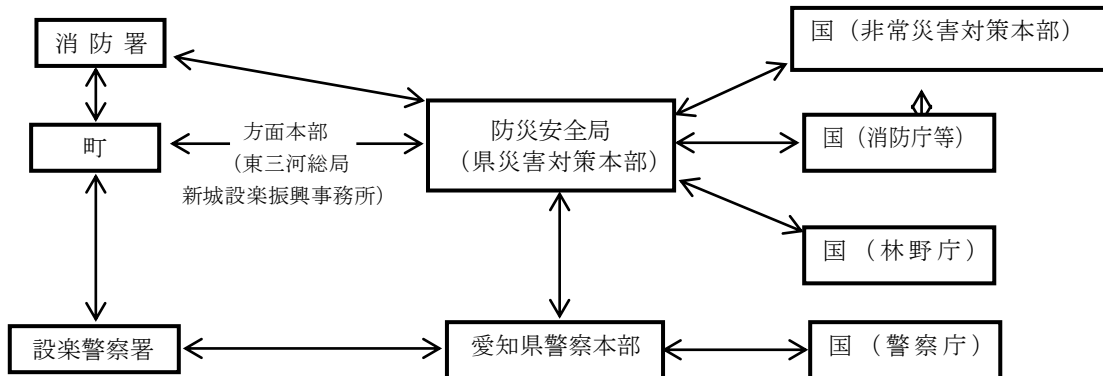 消防署
国（非常災害対策本部）
町
方面本部
（東三河総局
新城設楽振興事務所）
防災安全局
（県災害対策本部）
国（消防庁等）
国（林野庁）
設楽警察署
愛知県警察本部
国（警察庁）